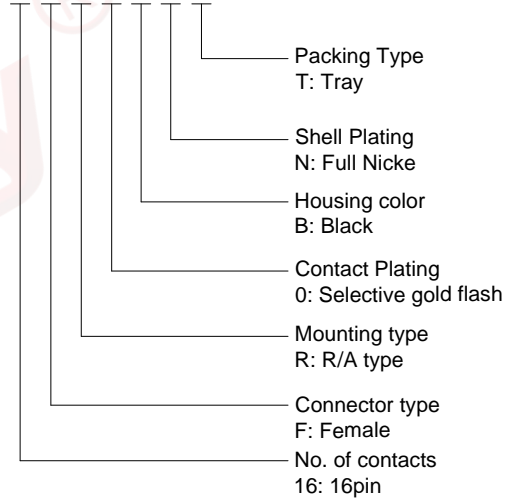 Packing Type
T: Tray
Shell Plating
N: Full Nicke
Housing color
B: Black
Contact Plating
0: Selective gold flash
Mounting type
R: R/A type
Connector type
F: Female
No. of contacts
16: 16pin